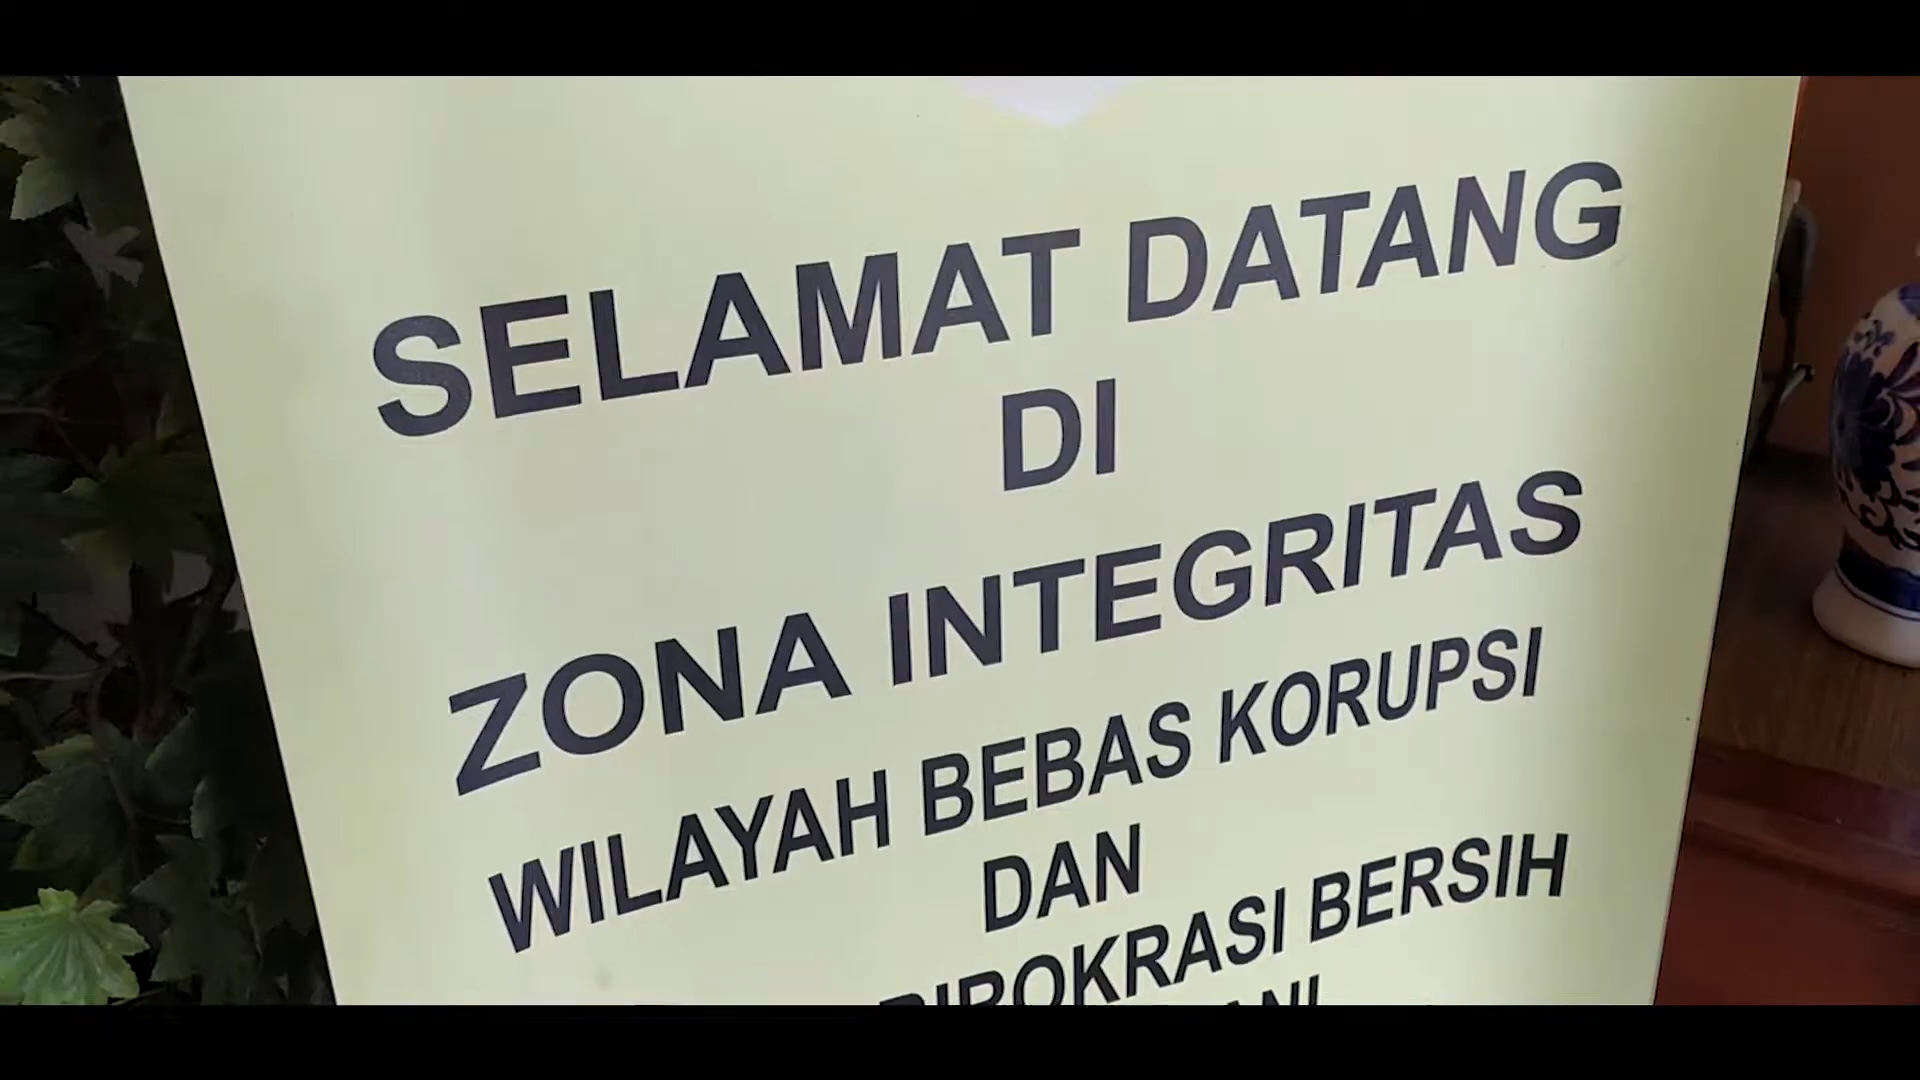 SELAMAT DATANG
DI
ZONA INTEGRITAS
WILAYAH BEBAS KORUPSI
DAN
BIROKRASI BERSIH